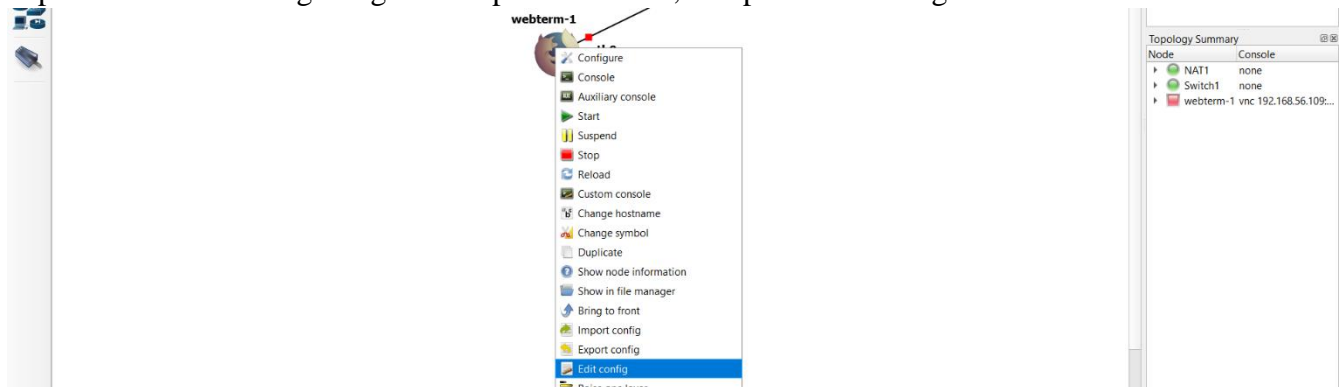 webterm-1
Configure
Console
Auxiliary console
Start
Suspend
Stop
Reload
Custom console
Change hostname
Change symbol
Duplicate
Show node information
Show in file manager
Bring to front
Import config
Export config
Edit config
Topology Summary
Node Console
NAT1 none
Switch1 none
webterm-1 vnc 192.168.56.109:...